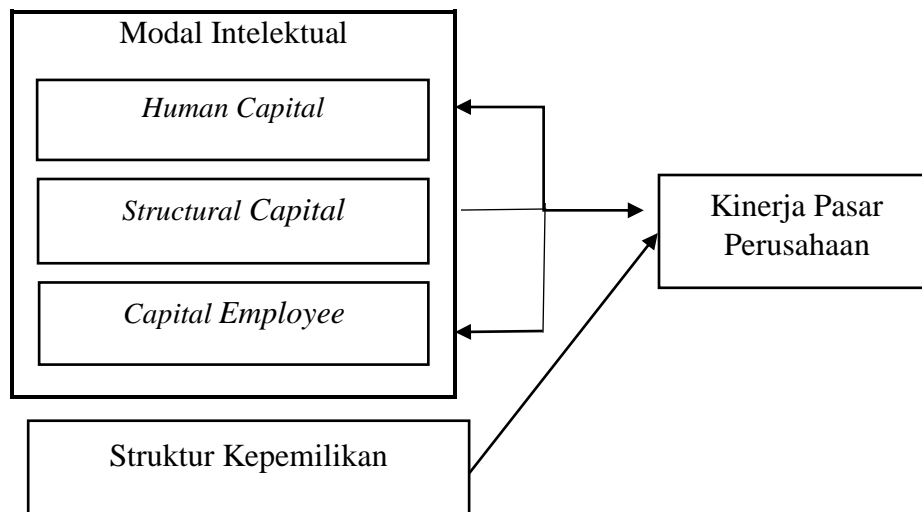 Modal Intelektual
Human Capital
Structural Capital
Capital Employee
Kinerja Pasar
Perusahaan
Struktur Kepemilikan